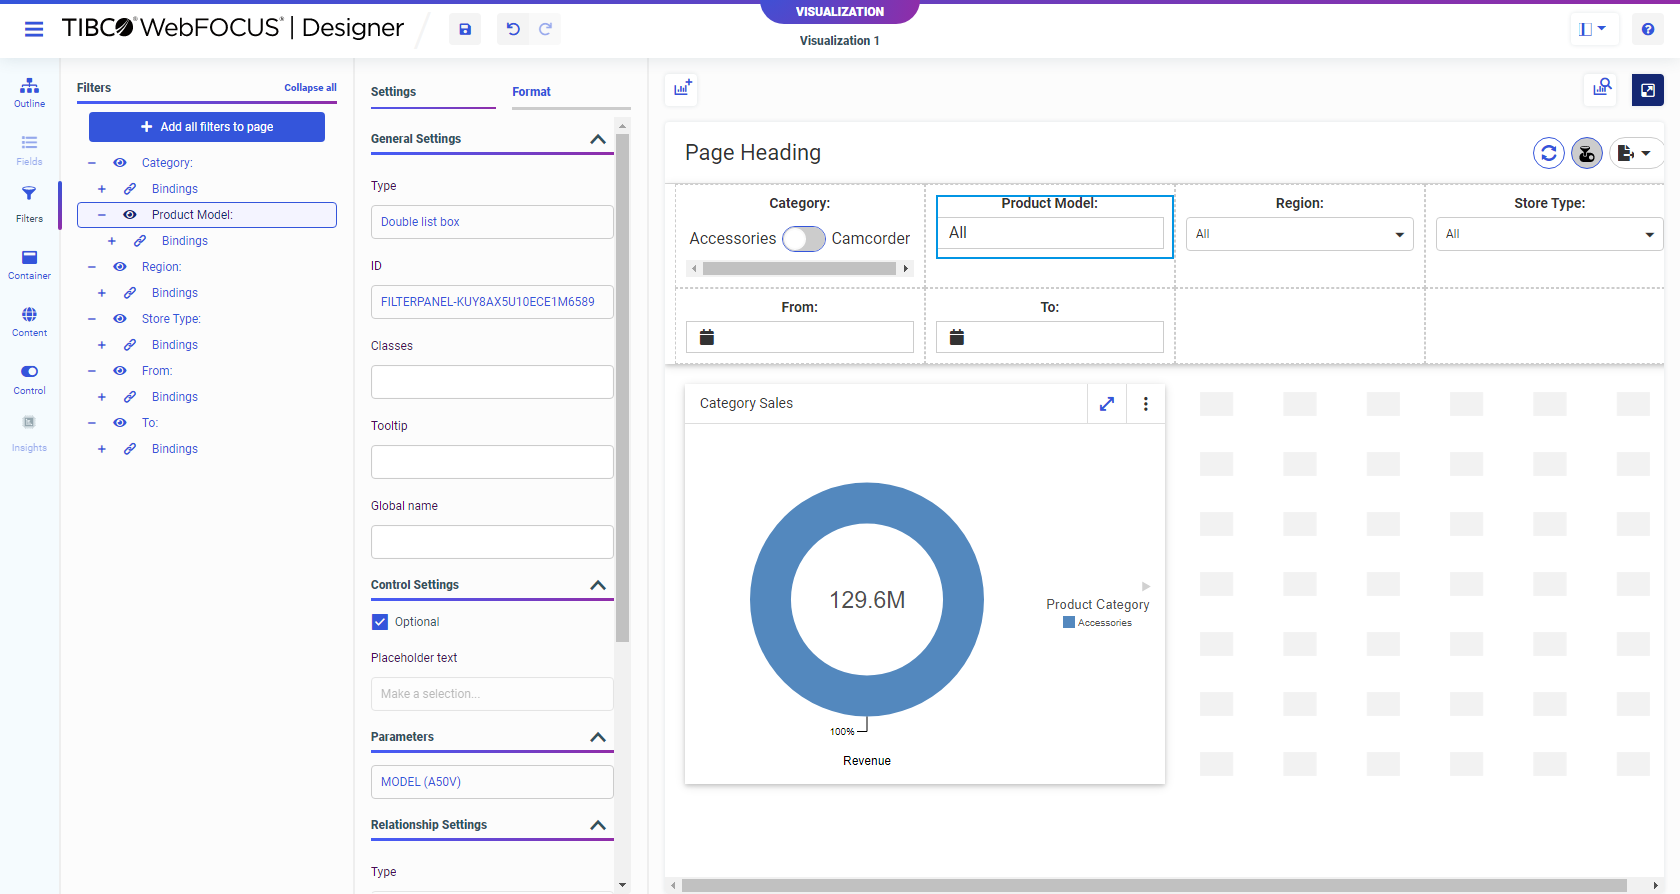 VISUALIZATION
TIBCO® WebFOCUS® | Designer
Visualization 1
Outline
Fields
Filters
Container
Content
Control
Insights
Filters
Collapse all
Add all filters to page
Category:
Bindings
Product Model:
Bindings
Region:
Bindings
Store Type:
Bindings
From:
Bindings
To:
Bindings
Settings
Format
General Settings
Type
Double list box
ID
FILTERPANEL-KUY8AX5U10ECE1M6589
Classes
Tooltip
Global name
Control Settings
Optional
Placeholder text
Make a selection...
Parameters
MODEL (A50V)
Relationship Settings
Type
Page Heading
Category:
Accessories
Camcorder
Product Model:
All
Region:
All
Store Type:
All
From:
To:
Category Sales
129.6M
100%
Revenue
Product Category
Accessories